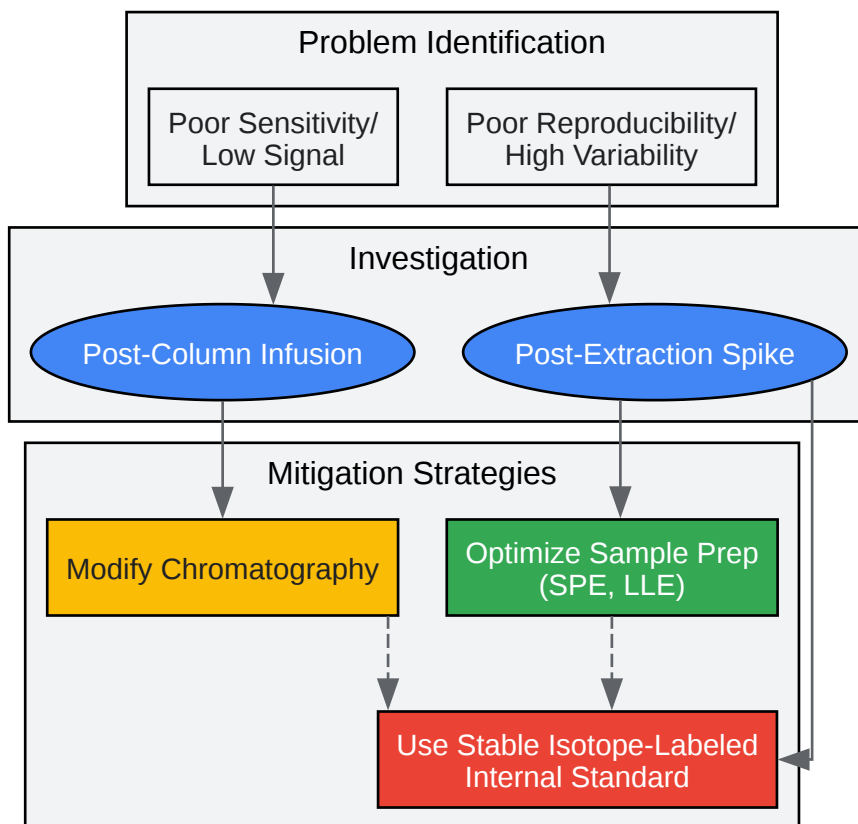 Problem Identification
Poor Sensitivity/
Low Signal
Poor Reproducibility/
High Variability
Investigation
Post-Column Infusion
Post-Extraction Spike
Mitigation Strategies
Modify Chromatography
Optimize Sample Prep
(SPE, LLE)
Use Stable Isotope-Labeled
Internal Standard